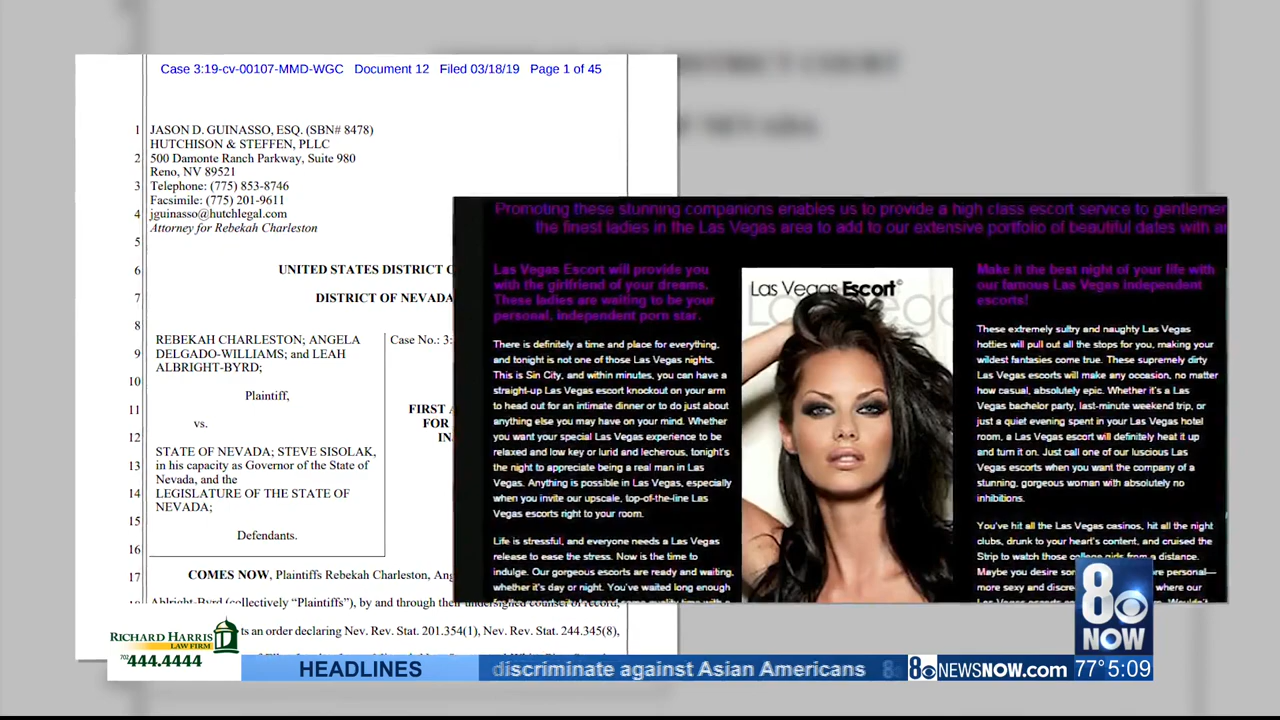 DISTRICT COURT
NEVADA
Case 3:19-cv-00107-MMD-WGC Document 12 Filed 03/18/19 Page 1 of 45
1 JASON D. GUINASSO, ESQ. (SBN# 8478)
HUTCHISON & STEFFEN, PLLC
2 500 Damonte Ranch Parkway, Suite 980
Reno, NV 89521
3 Telephone: (775) 853-8746
Facsimile: (775) 201-9611
4 jguinasso@hutchlegal.com
Attorney for Rebekah Charleston
5
6 UNITED STATES DISTRICT
7 DISTRICT OF NEVADA
8
REBEKAH CHARLESTON; ANGELA
9 DELGADO-WILLIAMS; and LEAH
ALBRIGHT-BYRD;
10
Plaintiff,
11
vs.
12
STATE OF NEVADA; STEVE SISOLAK,
13 in his capacity as Governor of the State of
Nevada, and the
14 LEGISLATURE OF THE STATE OF
NEVADA;
15
Defendants.
16
Case No.: 3:
FIRST
FOR
17 COMES NOW, Plaintiffs Rebekah Charleston,
Albright-Byrd (collectively "Plaintiffs"), by and through their undersigned counsel of record,
ts an order declaring Nev. Rev. Stat. 201.354(1), Nev. Rev. Stat. 244.345(8),
Promoting these stunning companions enables us to provide a high class escort service to gentlemen
the finest ladies in the Las Vegas area to add to our extensive portfolio of beautiful dates with
Las Vegas Escort will provide you
with the girlfriend of your dreams.
These ladies are waiting to be your
personal, independent porn star.
There is definitely a time and place for everything,
and tonight is not one of those Las Vegas nights.
This is Sin City, and within minutes, you can have a
straight-up Las Vegas escort knockout on your arm
to head out for an intimate dinner or to do just about
anything else you may have on your mind. Whether
you want your special Las Vegas experience to be
relaxed and low key or lurid and lecherous, tonight's
the night to appreciate being a real man in Las
Vegas. Anything is possible in Las Vegas, especially
when you invite our upscale, top-of-the-line Las
Vegas escorts right to your room.
Life is stressful, and everyone needs a Las Vegas
release to ease the stress. Now is the time to
indulge. Our gorgeous escorts are ready and waiting,
whether it's day or night. You've waited long enough
Las Vegas Escort©
Make it the best night of your life with
our famous Las Vegas independent
escorts!
These extremely sultry and naughty Las Vegas
hotties will pull out all the stops for you, making your
wildest fantasies come true. These supremely dirty
Las Vegas escorts will make any occasion, no matter
how casual, absolutely epic. Whether it's a Las
Vegas bachelor party, last-minute weekend trip, or
just a quiet evening spent in your Las Vegas hotel
room, a Las Vegas escort will definitely heat it up
and turn it on. Just call one of our luscious Las
Vegas escorts when you want the company of a
stunning, gorgeous woman with absolutely no
inhibitions.
You've hit all the Las Vegas casinos, hit all the night
clubs, drunk to your heart's content, and cruised the
Strip to watch those college girls from a distance.
Maybe you desire personal—
more sexy and where our
8
NOW
RICHARD HARRIS
LAW FIRM
702 444.4444
HEADLINES discriminate against Asian Americans 8 8 NEWSNOW.com 77° 5:09